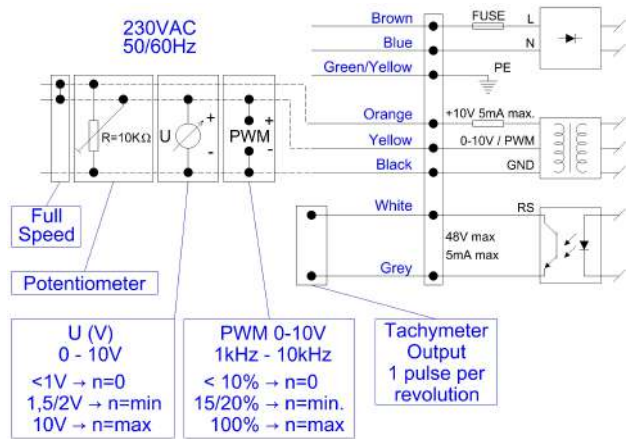 230VAC
50/60Hz
Brown
FUSE
L
Blue
N
Green/Yellow
PE
Orange
+10V 5mA max.
R=10KΩ
U
+
-
PWM
+
-
Yellow
0-10V / PWM
Black
GND
White
RS
48V max
5mA max
Grey
Full
Speed
Potentiometer
U (V)
0 - 10V
<1V → n=0
1,5/2V → n=min
10V → n=max
PWM 0-10V
1kHz - 10kHz
< 10% → n=0
15/20% → n=min.
100% → n=max
Tachymeter
Output
1 pulse per
revolution